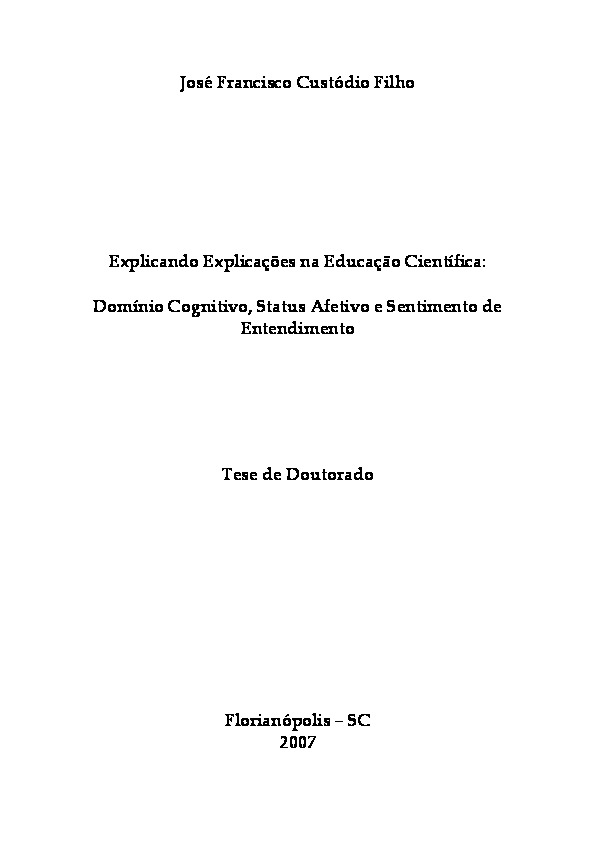 José Francisco Custódio Filho
Explicando Explicações na Educação Científica:
Domínio Cognitivo, Status Afetivo e Sentimento de
Entendimento
Tese de Doutorado
Florianópolis – SC
2007